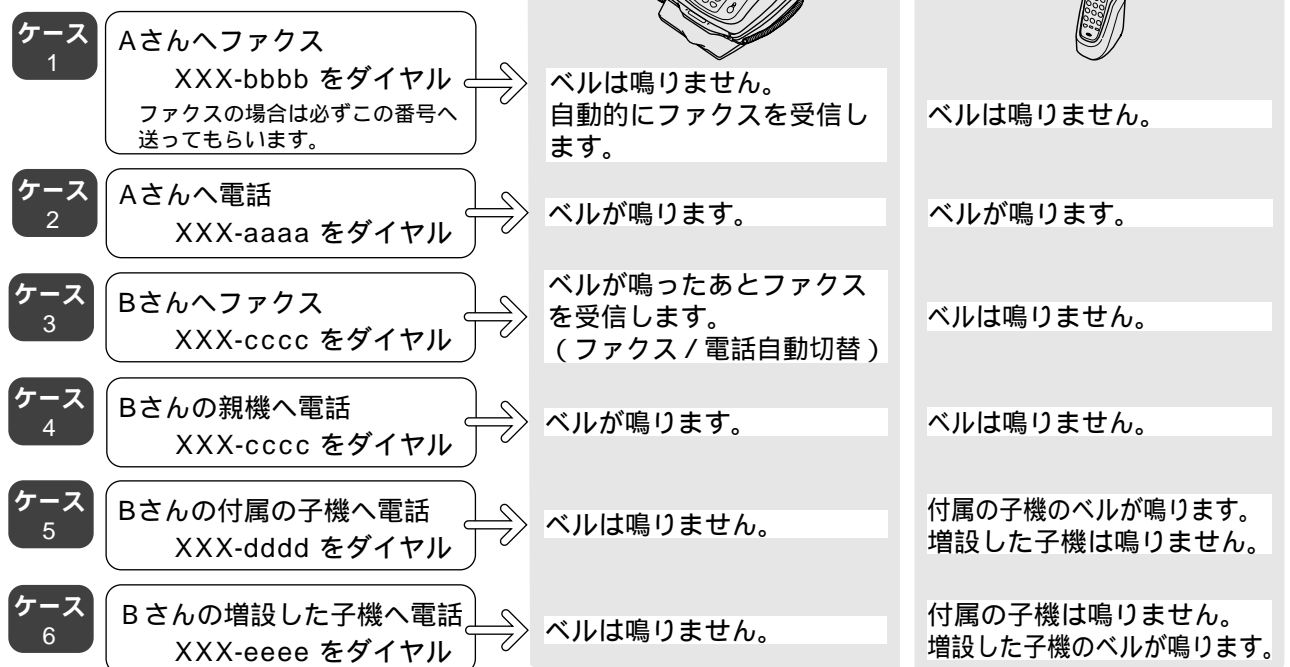 ケース
1
Aさんへファクス
XXX-bbbb をダイヤル
ファクスの場合は必ずこの番号へ
送ってもらいます。
ベルは鳴りません。
自動的にファクスを受信し
ます。
ベルは鳴りません。
ケース
2
Aさんへ電話
XXX-aaaa をダイヤル
ベルが鳴ります。
ベルが鳴ります。
ケース
3
Bさんへファクス
XXX-cccc をダイヤル
ベルが鳴ったあとファクス
を受信します。
（ファクス / 電話自動切替）
ベルは鳴りません。
ケース
4
Bさんの親機へ電話
XXX-cccc をダイヤル
ベルが鳴ります。
ベルは鳴りません。
ケース
5
Bさんの付属の子機へ電話
XXX-dddd をダイヤル
ベルは鳴りません。
付属の子機のベルが鳴ります。
増設した子機は鳴りません。
ケース
6
Bさんの増設した子機へ電話
XXX-eeee をダイヤル
ベルは鳴りません。
付属の子機は鳴りません。
増設した子機のベルが鳴ります。